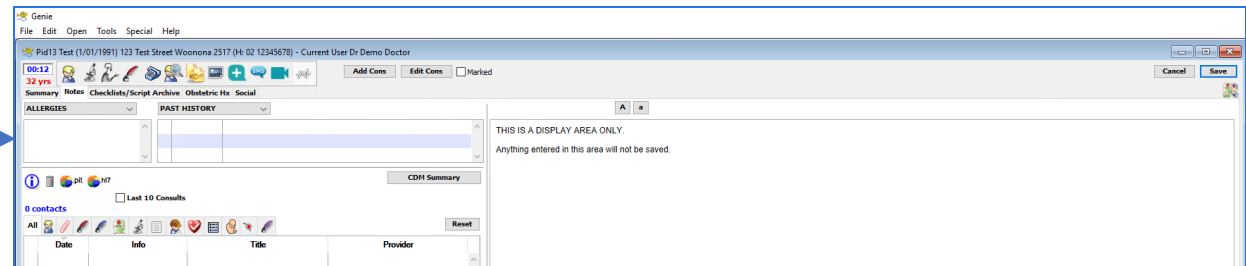 Genie
File Edit Open Tools Special Help
Pid13 Test (1/01/1991) 123 Test Street Woonona 2517 (H: 02 12345678) - Current User Dr Demo Doctor
00:12
32 yrs
SMS
Add Cons Edit Cons Marked Cancel Save
Summary Notes Checklists/Script Archive Obstetric Hx Social
ALLERGIES PAST HISTORY A a
THIS IS A DISPLAY AREA ONLY.
Anything entered in this area will not be saved.
pit hl7 CDM Summary
Last 10 Consults
0 contacts
All Reset
Date Info Title Provider